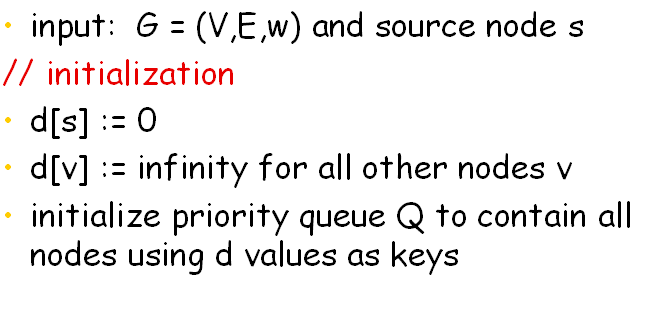 • input: G = (V,E,w) and source node s
// initialization
• d[s] := 0
• d[v] := infinity for all other nodes v
• initialize priority queue Q to contain all
nodes using d values as keys